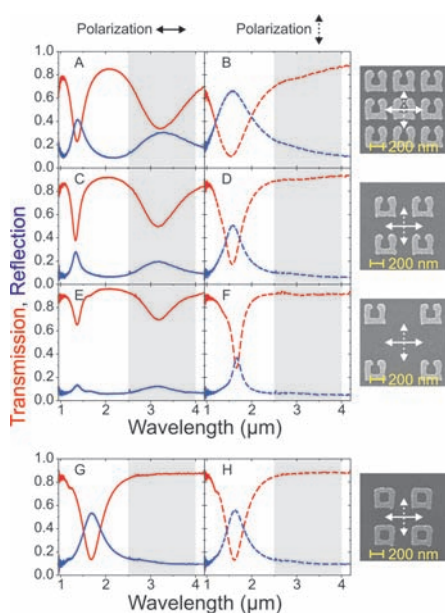 Polarization ↔ Polarization ↕
Transmission, Reflection
1.0
0.8
0.6
0.4
0.2
0.0
A B
200 nm
0.8
0.6
0.4
0.2
0.0
C D
200 nm
0.8
0.6
0.4
0.2
0.0
E F
200 nm
1 2 3 4 1 2 3 4
Wavelength (µm) Wavelength (µm)
1.0
0.8
0.6
0.4
0.2
0.0
G H
200 nm
1 2 3 4 1 2 3 4
Wavelength (µm) Wavelength (µm)